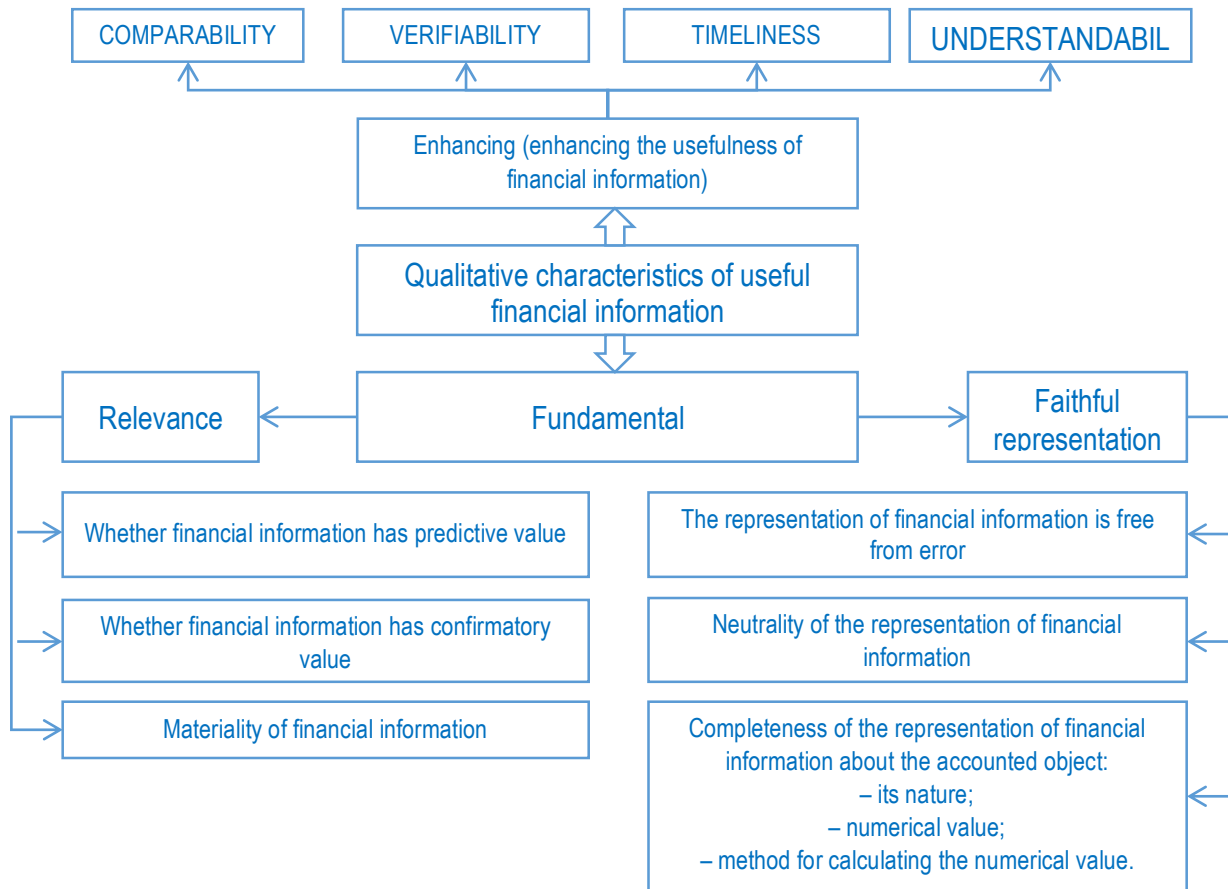 COMPARABILITY
VERIFIABILITY
TIMELINESS
UNDERSTANDABIL
Enhancing (enhancing the usefulness of
financial information)
Qualitative characteristics of useful
financial information
Relevance
Fundamental
Faithful
representation
Whether financial information has predictive value
The representation of financial information is free
from error
Whether financial information has confirmatory
value
Neutrality of the representation of financial
information
Materiality of financial information
Completeness of the representation of financial
information about the accounted object:
– its nature;
– numerical value;
– method for calculating the numerical value.